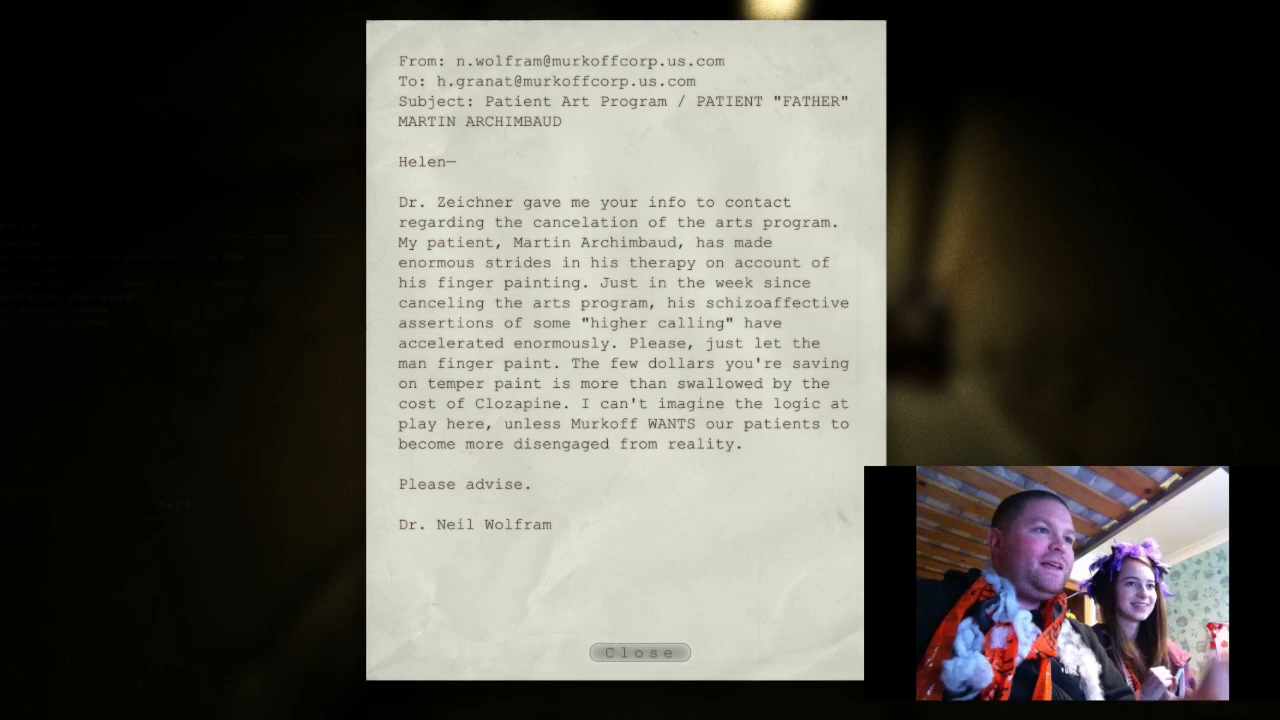 From: n.wolfram@murkoffcorp.us.com
To: h.granat@murkoffcorp.us.com
Subject: Patient Art Program / PATIENT "FATHER"
MARTIN ARCHIMBAUD
Helen—
Dr. Zeichner gave me your info to contact
regarding the cancelation of the arts program.
My patient, Martin Archimbaud, has made
enormous strides in his therapy on account of
his finger painting. Just in the week since
canceling the arts program, his schizoaffective
assertions of some "higher calling" have
accelerated enormously. Please, just let the
man finger paint. The few dollars you're saving
on temper paint is more than swallowed by the
cost of Clozapine. I can't imagine the logic at
play here, unless Murkoff WANTS our patients to
become more disengaged from reality.
Please advise.
Dr. Neil Wolfram
Close